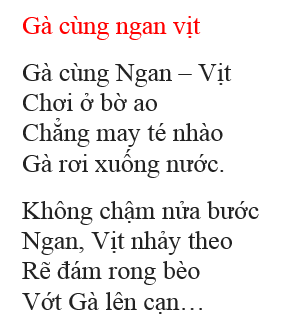 Gà cùng ngan vịt
Gà cùng Ngan – Vịt
Chơi ở bờ ao
Chẳng may té nhào
Gà rơi xuống nước.
Không chậm nửa bước
Ngan, Vịt nhảy theo
Rẽ đám rong bèo
Vớt Gà lên cạn…